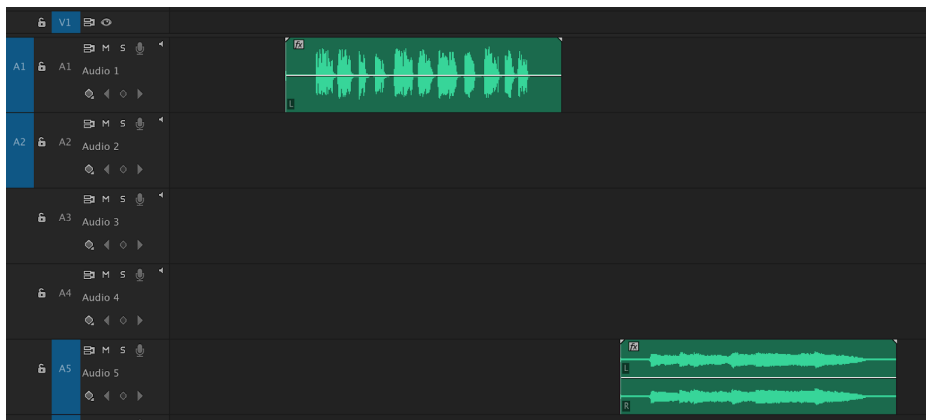 V1
M S
A1 A1 Audio 1
fx
L
M S
A2 A2 Audio 2
M S
A3 Audio 3
M S
A4 Audio 4
M S
A5 Audio 5
fx
L
R